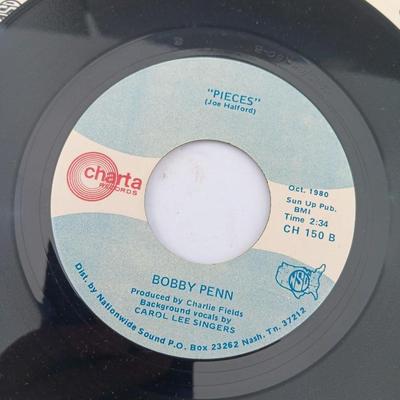 "PIECES"
(Joe Halford)
charta
RECORDS
Oct. 1980
Sun Up Pub.
BMI
Time 2:34
CH 150 B
BOBBY PENN
Produced by Charlie Fields
Background vocals by
CAROL LEE SINGERS
NSD
Dist. by Nationwide Sound P.O. Box 23262 Nash, Tn, 37212